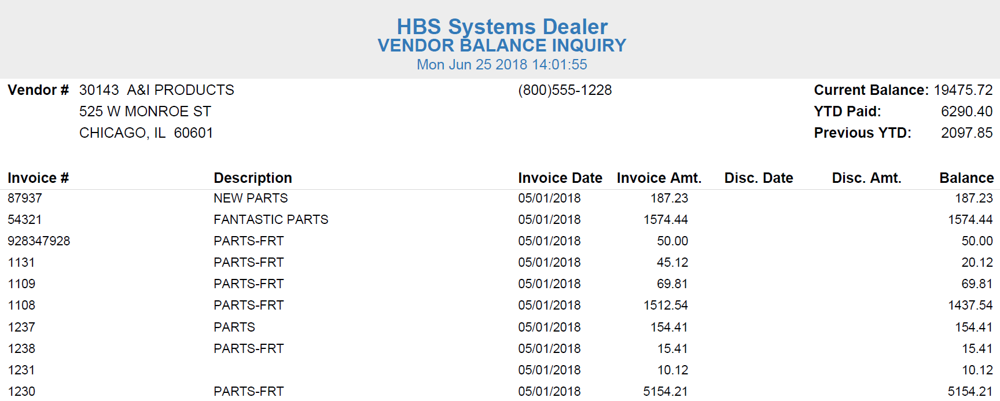 HBS Systems Dealer
VENDOR BALANCE INQUIRY
Mon Jun 25 2018 14:01:55
Vendor # 30143 A&I PRODUCTS (800)555-1228 Current Balance: 19475.72
525 W MONROE ST YTD Paid: 6290.40
CHICAGO, IL 60601 Previous YTD: 2097.85
Invoice # Description Invoice Date Invoice Amt. Disc. Date Disc. Amt. Balance
87937 NEW PARTS 05/01/2018 187.23 187.23
54321 FANTASTIC PARTS 05/01/2018 1574.44 1574.44
928347928 PARTS-FRT 05/01/2018 50.00 50.00
1131 PARTS-FRT 05/01/2018 45.12 20.12
1109 PARTS-FRT 05/01/2018 69.81 69.81
1108 PARTS-FRT 05/01/2018 1512.54 1437.54
1237 PARTS 05/01/2018 154.41 154.41
1238 PARTS-FRT 05/01/2018 15.41 15.41
1231 05/01/2018 10.12 10.12
1230 PARTS-FRT 05/01/2018 5154.21 5154.21